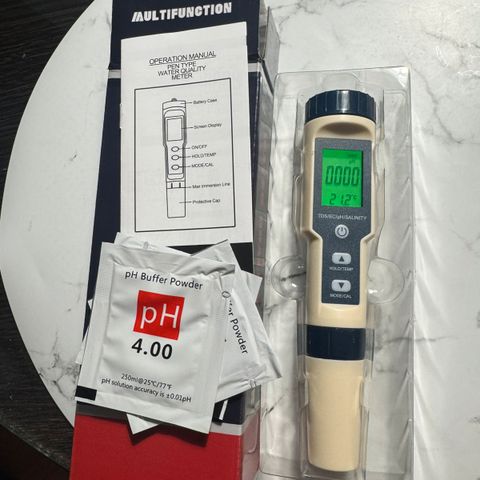 MULTIFUNCTION
OPERATION MANUAL
PEN TYPE
WATER QUALITY
METER
Battery Case
Screen Display
ON/OFF
HOLD/TEMP
MODE/CAL
Max Immersion Line
Protective Cap
pH Buffer Powder
pH
4.00
250ml@25°C/77°F
pH solution accuracy is ±0.01pH
Powder
0000
21.2
TDS/EC/pH/SALINITY
HOLD/TEMP
MODE/CAL